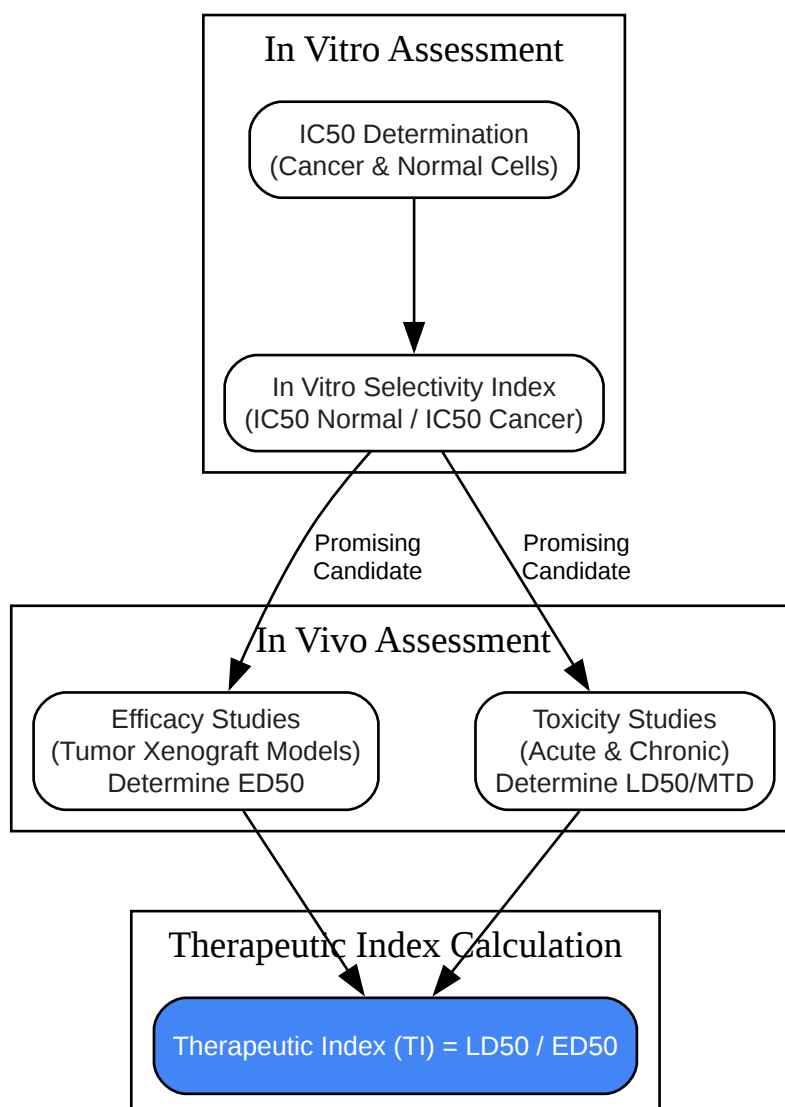 In Vitro Assessment
IC50 Determination
(Cancer & Normal Cells)
In Vitro Selectivity Index
(IC50 Normal / IC50 Cancer)
Promising
Candidate
Promising
Candidate
In Vivo Assessment
Efficacy Studies
(Tumor Xenograft Models)
Determine ED50
Toxicity Studies
(Acute & Chronic)
Determine LD50/MTD
Therapeutic Index Calculation
Therapeutic Index (TI) = LD50 / ED50